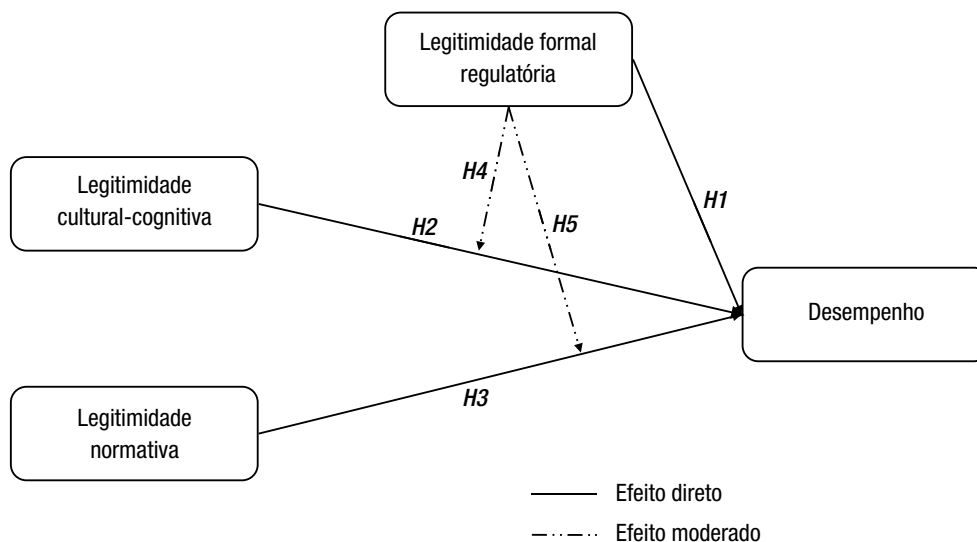 Legitimidade formal
regulatória
Legitimidade
cultural-cognitiva
H4
H1
H2
H5
Desempenho
H3
Legitimidade
normativa
Efeito direto
Efeito moderado